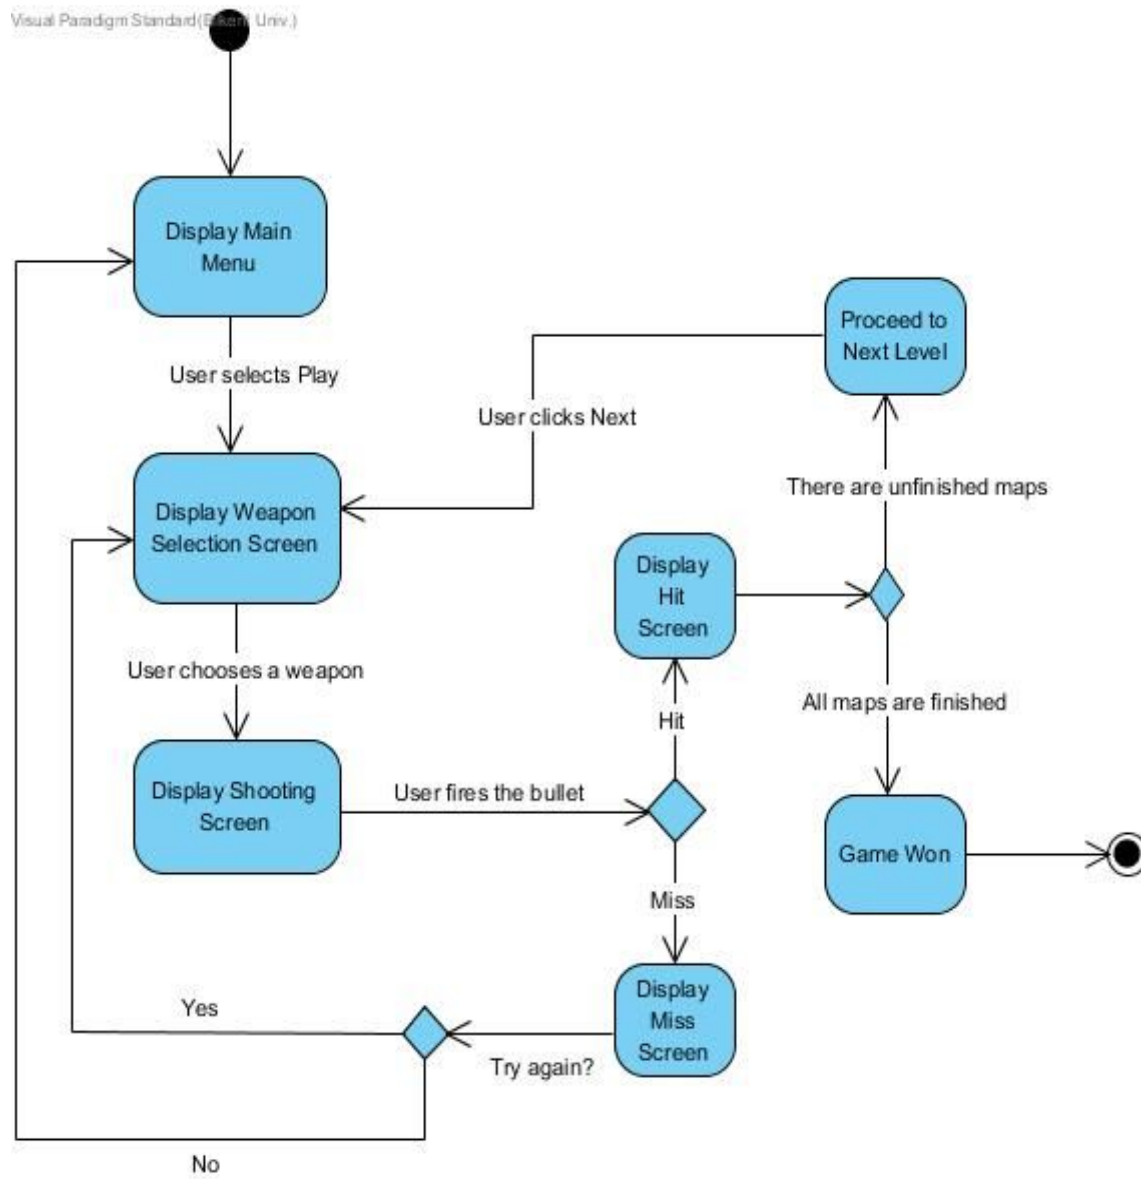 Visual Paradigm Standard(Bilkent Univ.)
Display Main
Menu
User selects Play
Proceed to
Next Level
User clicks Next
There are unfinished maps
Display Weapon
Selection Screen
Display
Hit
Screen
User chooses a weapon
All maps are finished
Hit
Display Shooting
Screen
User fires the bullet
Game Won
Miss
Display
Miss
Screen
Yes
Try again?
No